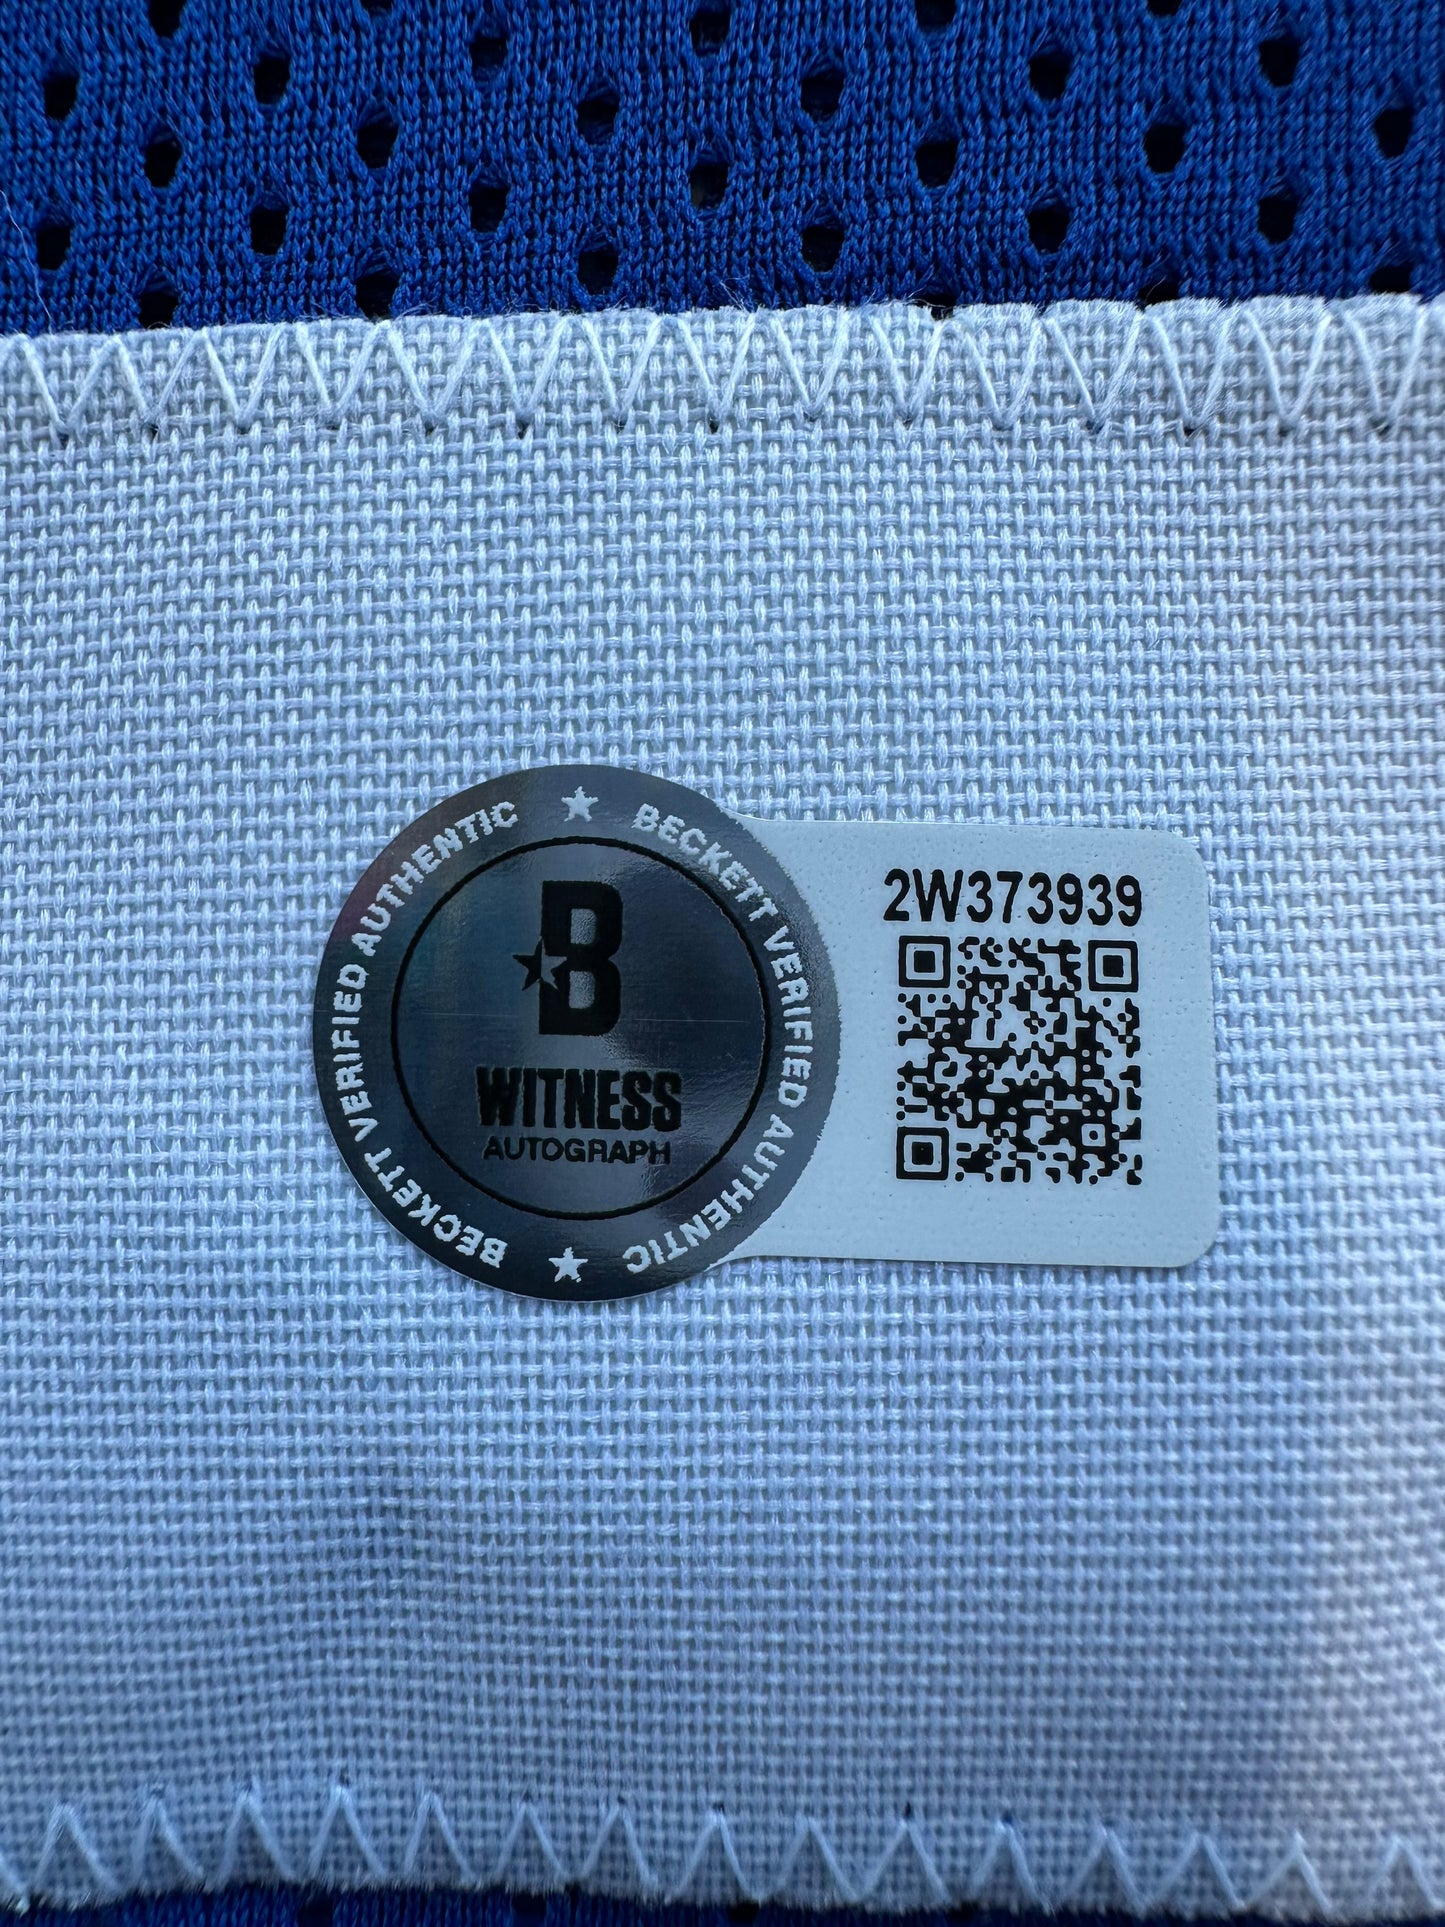 BECKETT VERIFIED AUTHENTIC
BECKETT VERIFIED AUTHENTIC
B
WITNESS
AUTOGRAPH
2W373939